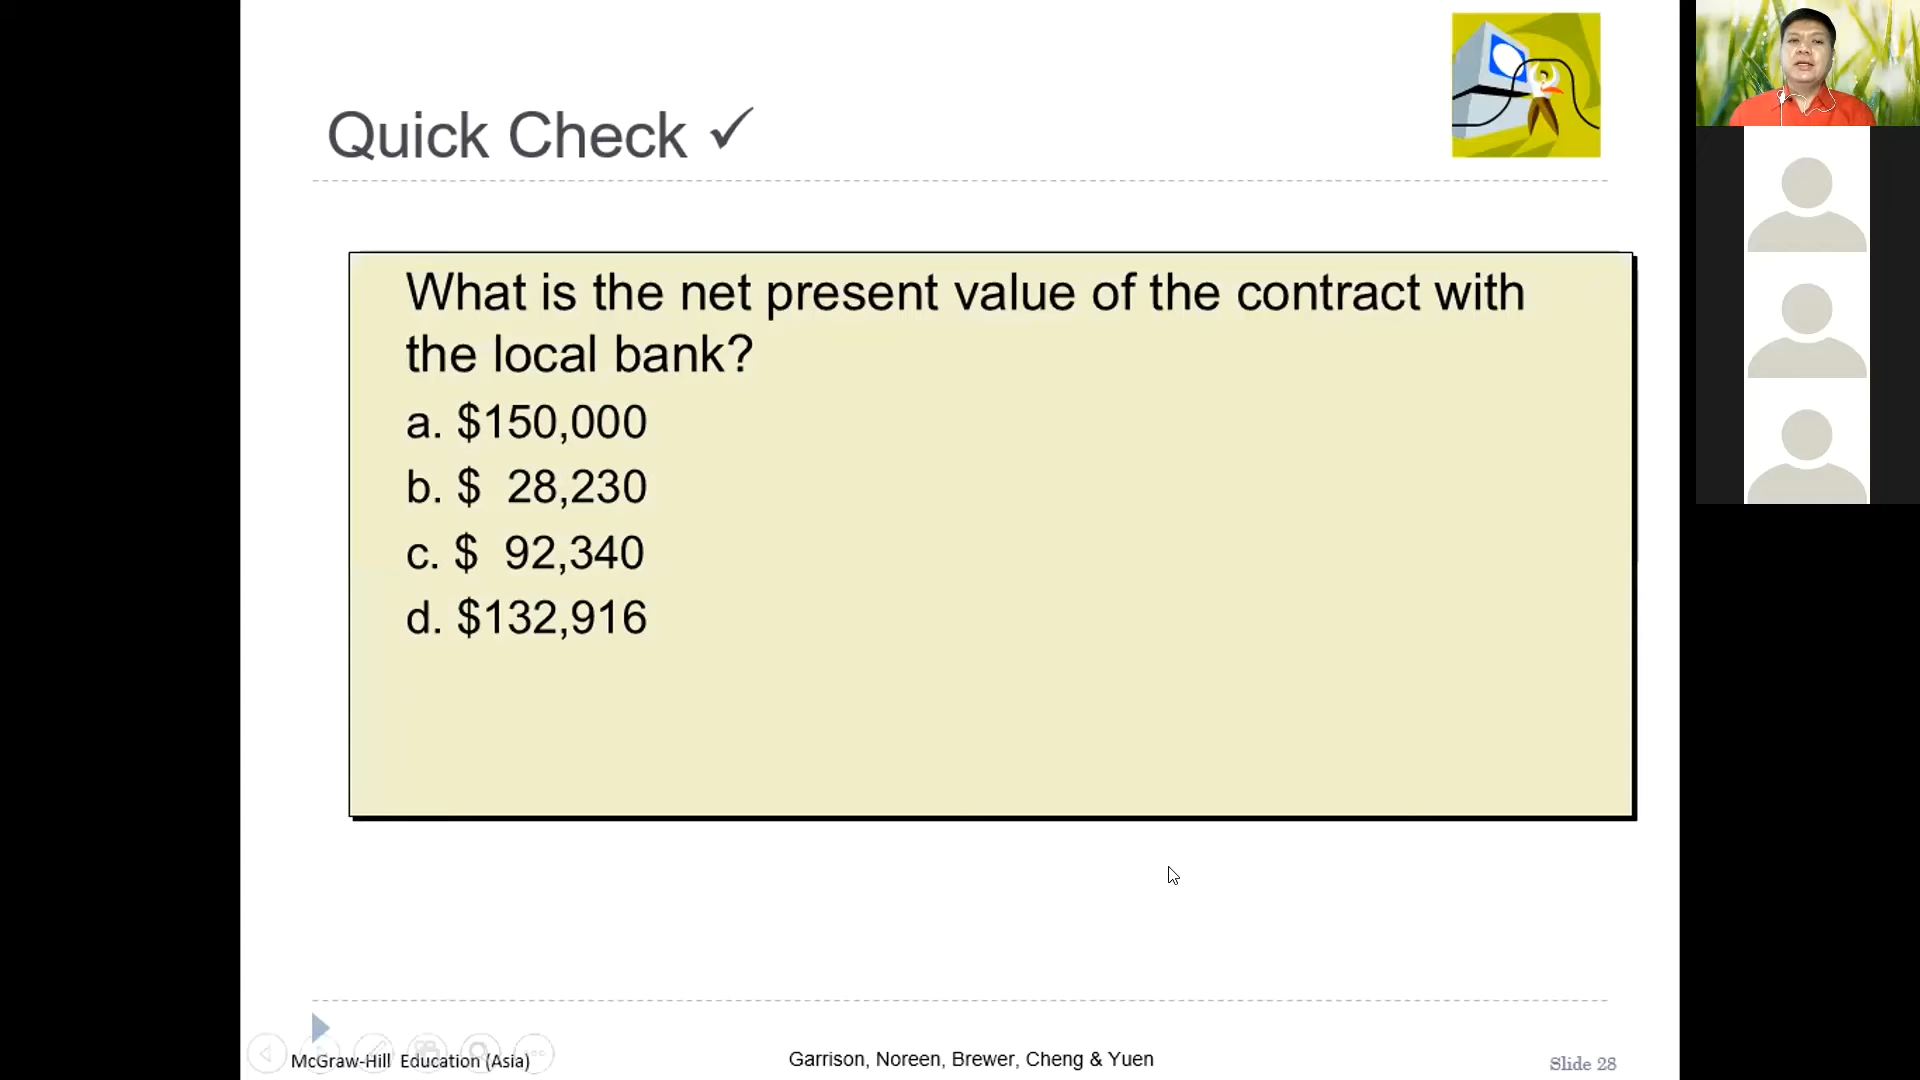 Quick Check ✓
What is the net present value of the contract with
the local bank?
a. $150,000
b. $ 28,230
c. $ 92,340
d. $132,916
McGraw-Hill Education (Asia)
Garrison, Noreen, Brewer, Cheng & Yuen
Slide 28